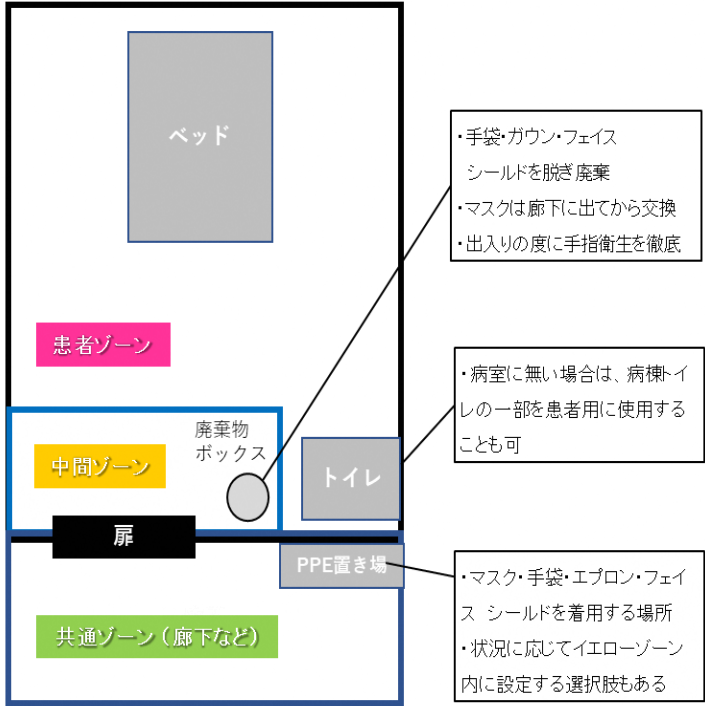 ベッド
・手袋・ガウン・フェイス
シールドを脱ぎ廃棄
・マスクは廊下に出てから交換
・出入りの度に手指衛生を徹底
患者ゾーン
・病室に無い場合は、病棟トイ
レの一部を患者用に使用する
ことも可
廃棄物
ボックス
中間ゾーン
トイレ
扉
PPE置き場
・マスク・手袋・エプロン・フェイ
ス シールドを着用する場所
・状況に応じてイエローゾーン
内に設定する選択肢もある
共通ゾーン（廊下など）